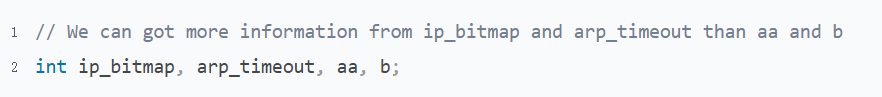 1 // We can got more information from ip_bitmap and arp_timeout than aa and b
2 int ip_bitmap, arp_timeout, aa, b;